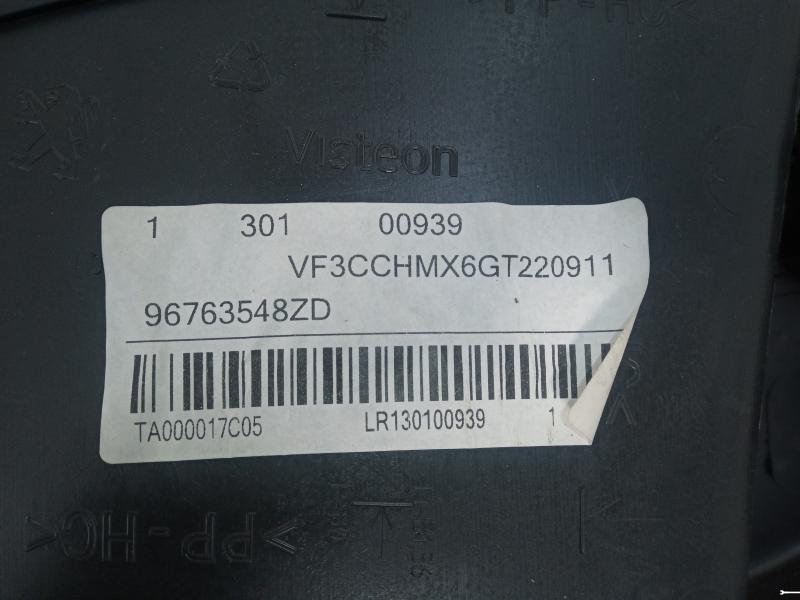 Visteon
1 301 00939
VF3CCHMX6GT220911
96763548ZD
TA000017C05 LR130100939 1
>PP-HC<